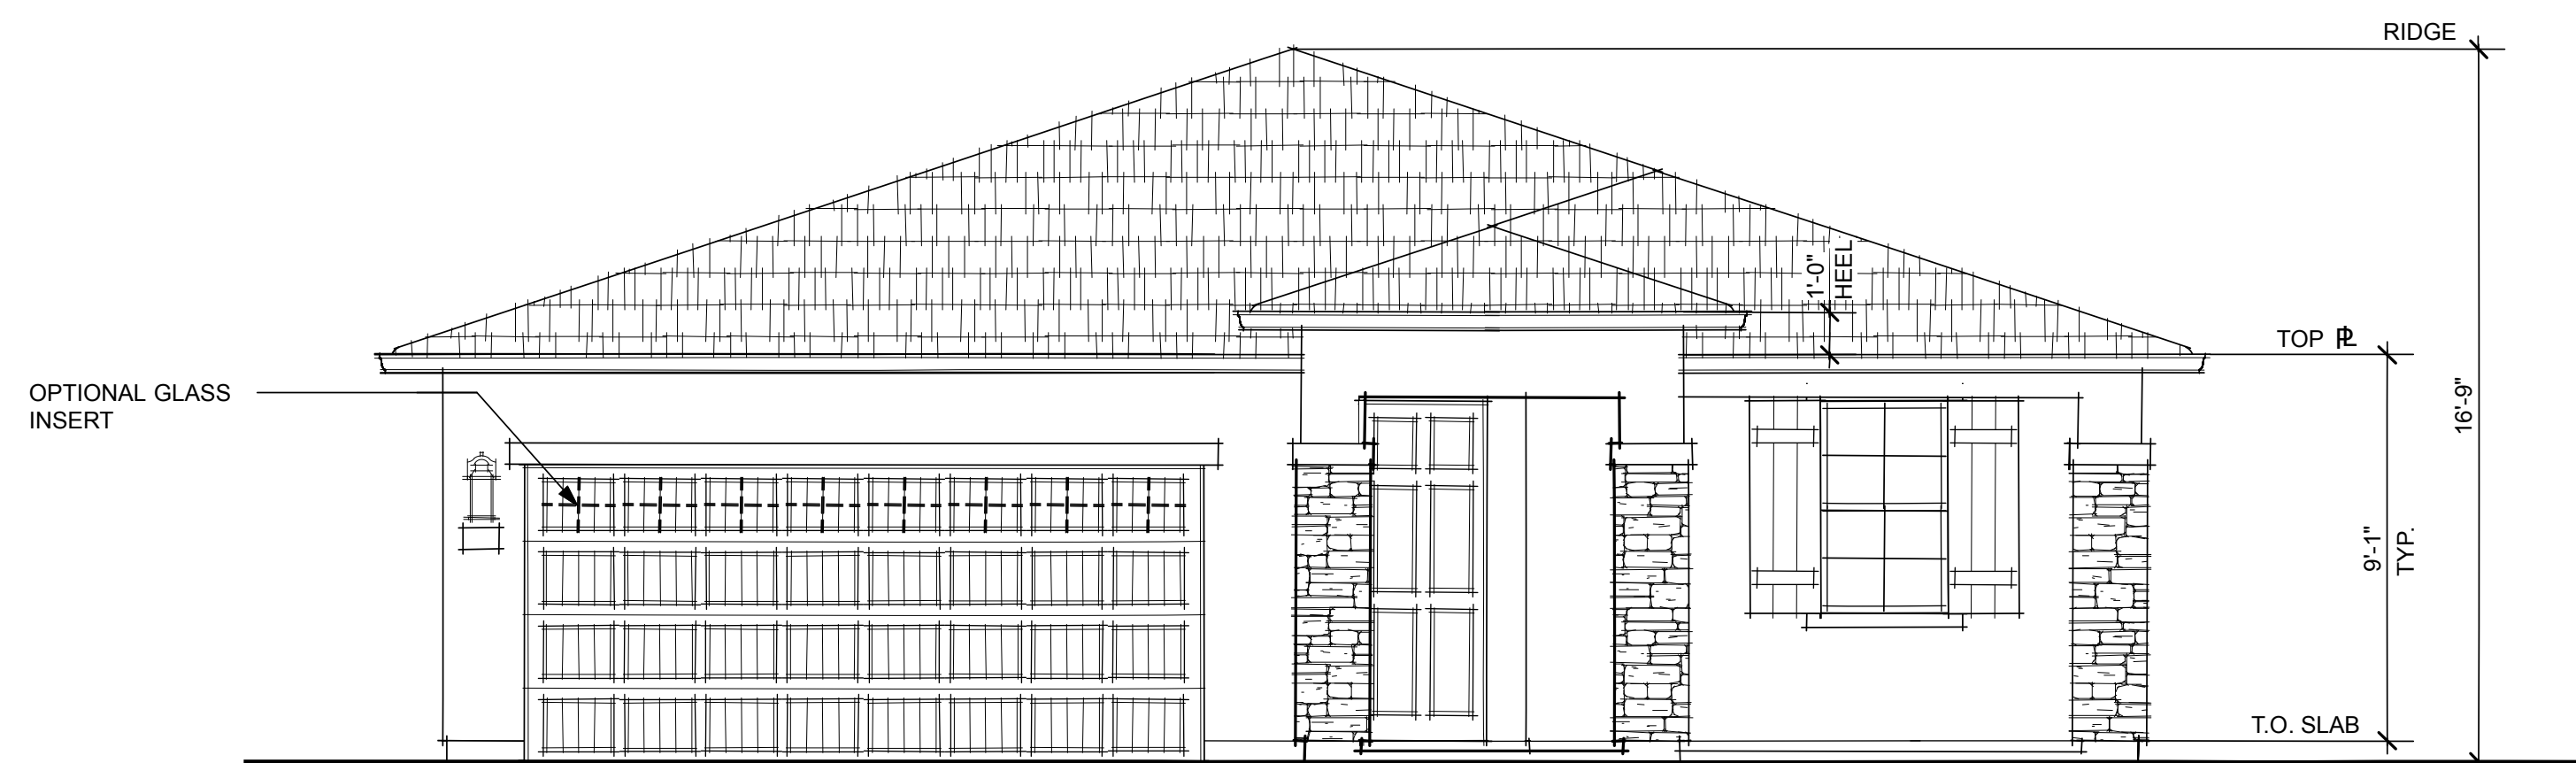 RIDGE
1'-0"
HEEL
TOP PL
OPTIONAL GLASS
INSERT
16'-9"
9'-1"
TYP.
T.O. SLAB